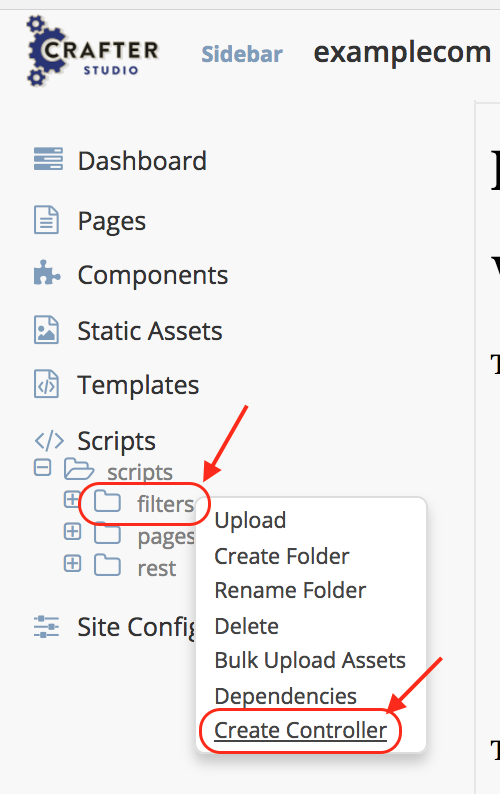 CRAFTER
STUDIO
Sidebar examplecom
Dashboard
Pages
Components
Static Assets
Templates
Scripts
scripts
filters
pages
rest
Site Config
Upload
Create Folder
Rename Folder
Delete
Bulk Upload Assets
Dependencies
Create Controller